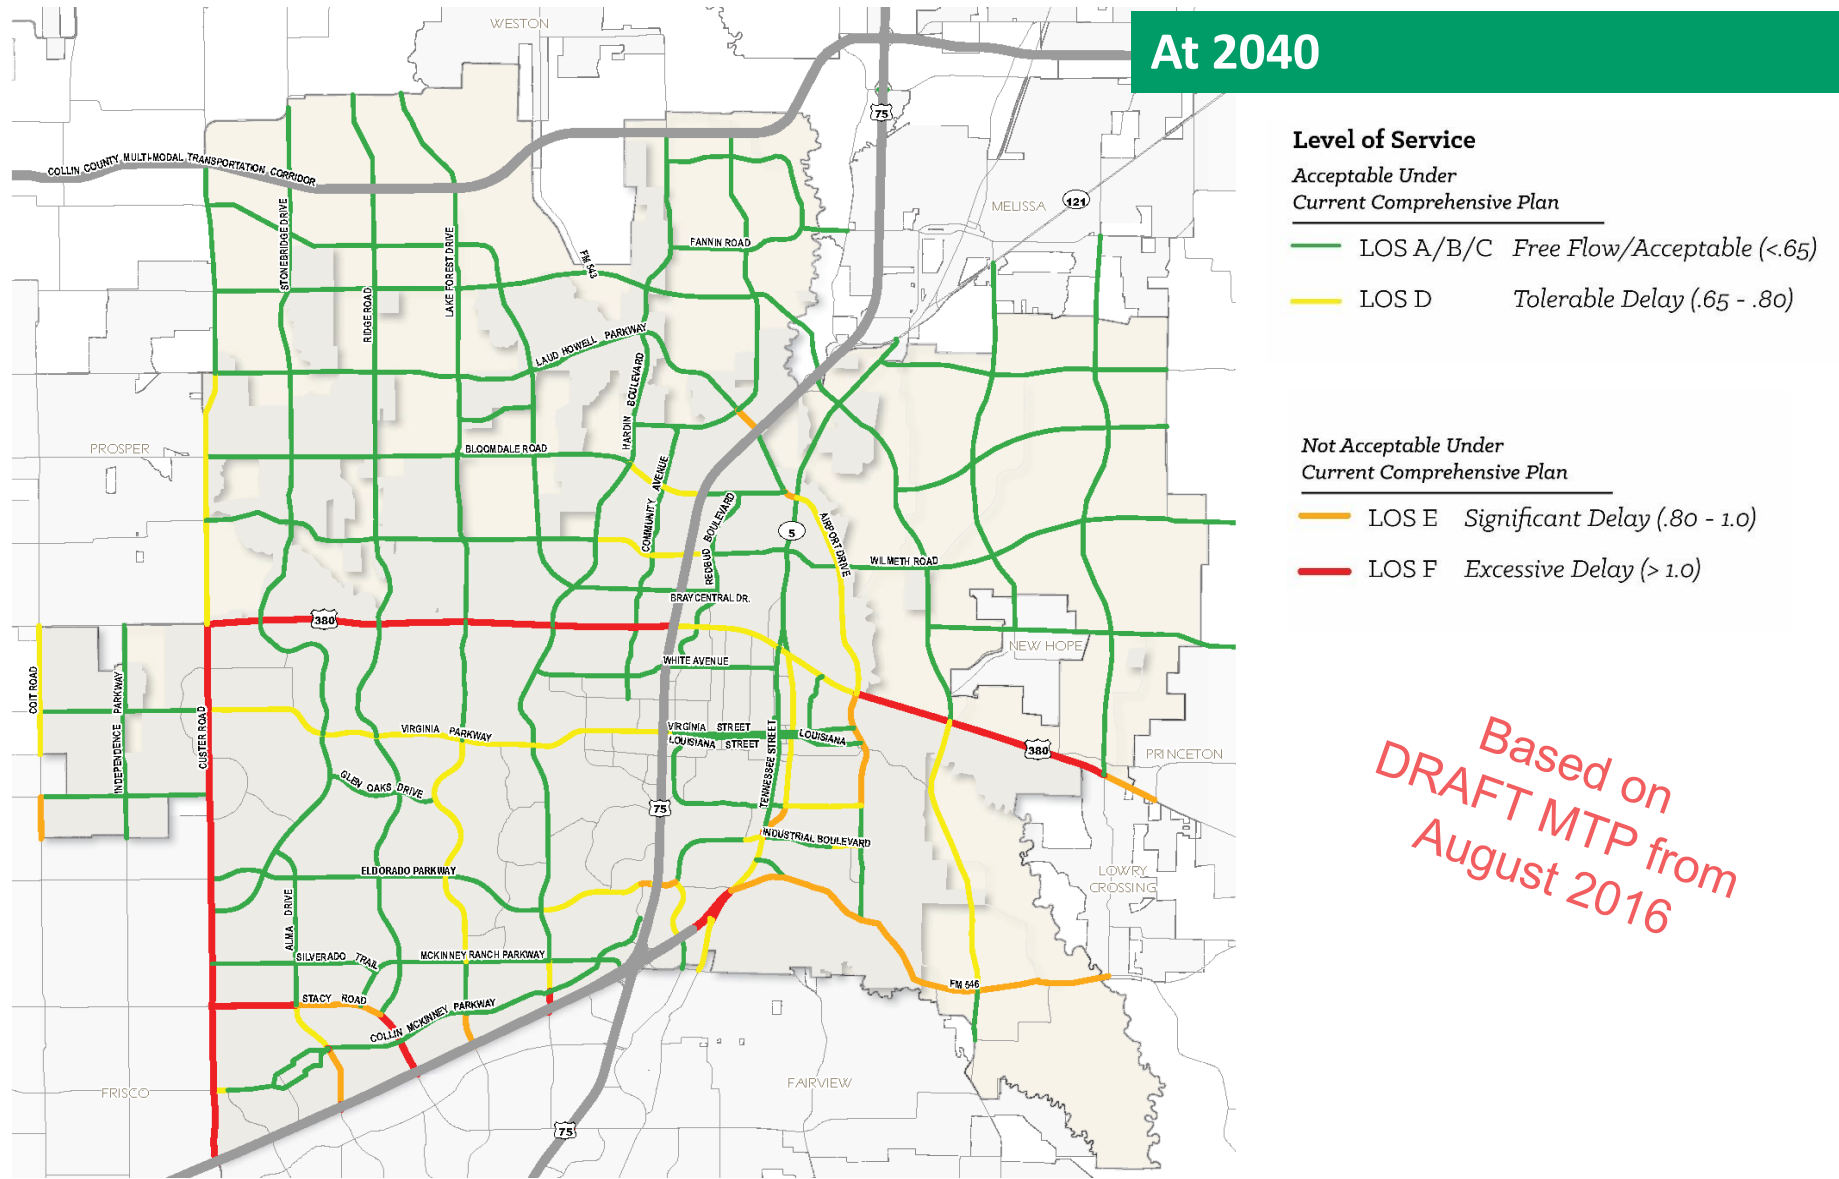 At 2040
Level of Service
Acceptable Under
Current Comprehensive Plan
LOS A/B/C Free Flow/Acceptable (<.65)
LOS D Tolerable Delay (.65 - .80)
Not Acceptable Under
Current Comprehensive Plan
LOS E Significant Delay (.80 - 1.0)
LOS F Excessive Delay (> 1.0)
Based on
DRAFT MTP from
August 2016
WESTON
75
COLLIN COUNTY MULTI-MODAL TRANSPORTATION CORRIDOR
121
MELISSA
STONEBRIDGE DRIVE
LAKE FOREST DRIVE
FANNIN ROAD
FM 543
RIDGE ROAD
LAUD HOWELL PARKWAY
HARDIN BOULEVARD
PROSPER
BLOOMDALE ROAD
COMMUNITY AVENUE
REDBUD BOULEVARD
5
AIRPORT DRIVE
WILMETH ROAD
BRAY CENTRAL DR.
380
NEW HOPE
WHITE AVENUE
COIT ROAD
INDEPENDENCE PARKWAY
CUSTER ROAD
VIRGINIA PARKWAY
VIRGINIA STREET
LOUISIANA STREET
LOUISIANA
TENNESSEE STREET
380
PRINCETON
GLEN OAKS DRIVE
75
INDUSTRIAL BOULEVARD
ELDORADO PARKWAY
LOWRY
CROSSING
ALMA DRIVE
SILVERADO TRAIL
MCKINNEY RANCH PARKWAY
STACY ROAD
COLLIN MCKINNEY PARKWAY
FM 546
FRISCO
FAIRVIEW
75